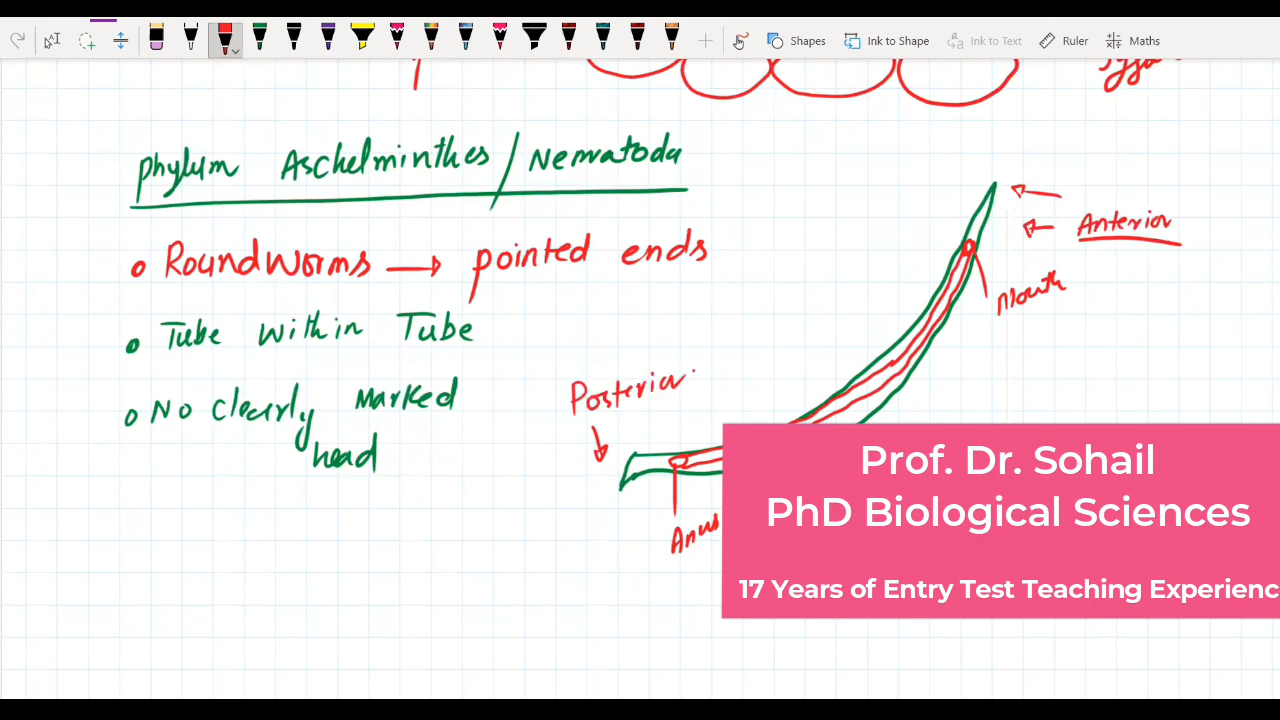 Shapes
Ink to Shape
Ink to Text
Ruler
Maths
Phylum Aschelminthes / Nematoda
Roundworms → pointed ends
Tube within Tube
No clearly Marked
head
Anterior
Mouth
Posterior
Anus
Prof. Dr. Sohail
PhD Biological Sciences
17 Years of Entry Test Teaching Experienc